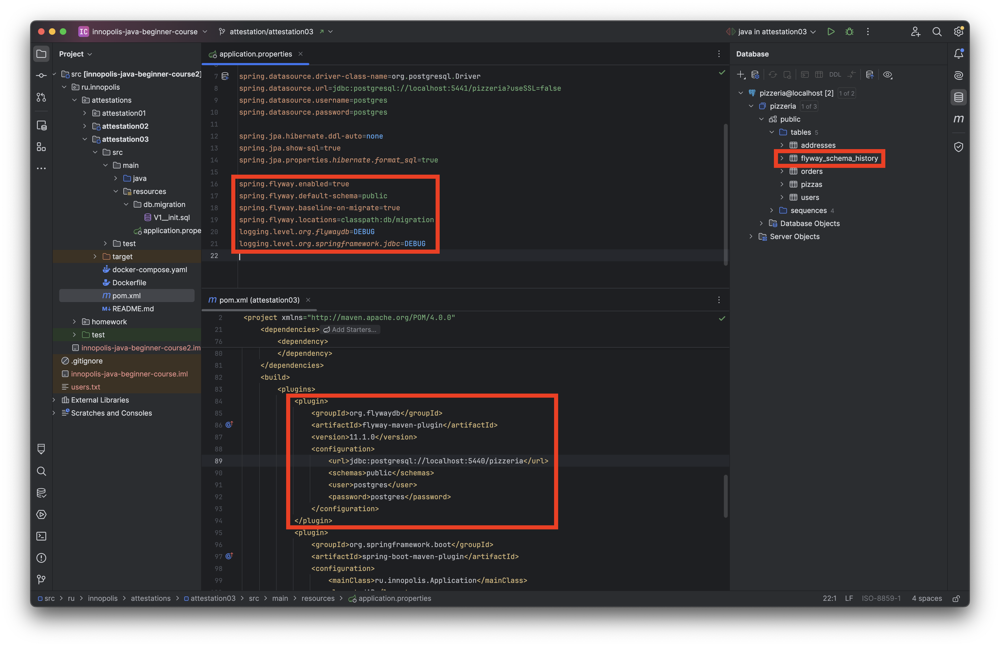 IC innopolis-java-beginner-course
attestation/attestation03
java in attestation03
Project
src [innopolis-java-beginner-course2]
ru.innopolis
attestations
attestation01
attestation02
attestation03
src
main
java
resources
db.migration
V1__init.sql
application.prope
test
target
docker-compose.yaml
Dockerfile
m pom.xml
M↓ README.md
homework
test
innopolis-java-beginner-course2.im
.gitignore
innopolis-java-beginner-course.iml
users.txt
External Libraries
Scratches and Consoles
application.properties
7 spring.datasource.driver-class-name=org.postgresql.Driver
8 spring.datasource.url=jdbc:postgresql://localhost:5441/pizzeria?useSSL=false
9 spring.datasource.username=postgres
10 spring.datasource.password=postgres
11
12 spring.jpa.hibernate.ddl-auto=none
13 spring.jpa.show-sql=true
14 spring.jpa.properties.hibernate.format_sql=true
15
16 spring.flyway.enabled=true
17 spring.flyway.default-schema=public
18 spring.flyway.baseline-on-migrate=true
19 spring.flyway.locations=classpath:db/migration
20 logging.level.org.flywaydb=DEBUG
21 logging.level.org.springframework.jdbc=DEBUG
22
m pom.xml (attestation03)
2 <project xmlns="http://maven.apache.org/POM/4.0.0"
21 <dependencies> Add Starters...
76 <dependency>
80 </dependency>
81 </dependencies>
82 <build>
83 <plugins>
84 <plugin>
85 <groupId>org.flywaydb</groupId>
86 <artifactId>flyway-maven-plugin</artifactId>
87 <version>11.1.0</version>
88 <configuration>
89 <url>jdbc:postgresql://localhost:5440/pizzeria</url>
90 <schemas>public</schemas>
91 <user>postgres</user>
92 <password>postgres</password>
93 </configuration>
94 </plugin>
95 <plugin>
96 <groupId>org.springframework.boot</groupId>
97 <artifactId>spring-boot-maven-plugin</artifactId>
98 <configuration>
99 <mainClass>ru.innopolis.Application</mainClass>
Database
DDL
pizzeria@localhost [2] 1 of 2
pizzeria 1 of 3
public
tables 5
addresses
flyway_schema_history
orders
pizzas
users
sequences 4
Database Objects
Server Objects
m
src > ru > innopolis > attestations > attestation03 > src > main > resources > application.properties
22:1 LF ISO-8859-1 4 spaces